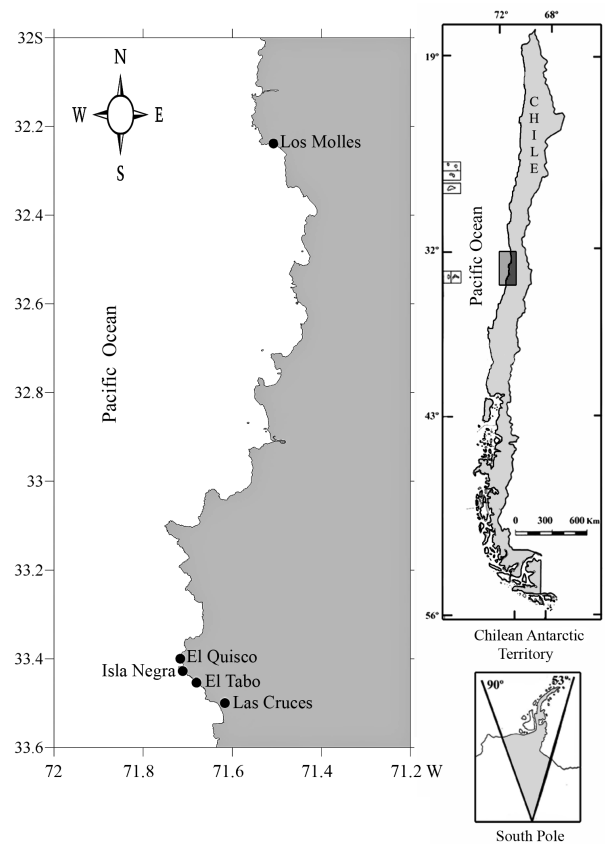 32S
32.2
32.4
32.6
32.8
33
33.2
33.4
33.6
72
71.8
71.6
71.4
71.2 W
N
W
E
S
Los Molles
Pacific Ocean
El Quisco
Isla Negra
El Tabo
Las Cruces
72°
68°
19°
32°
43°
56°
CHILE
Pacific Ocean
0 300 600 Km
Chilean Antarctic
Territory
90°
53°
South Pole